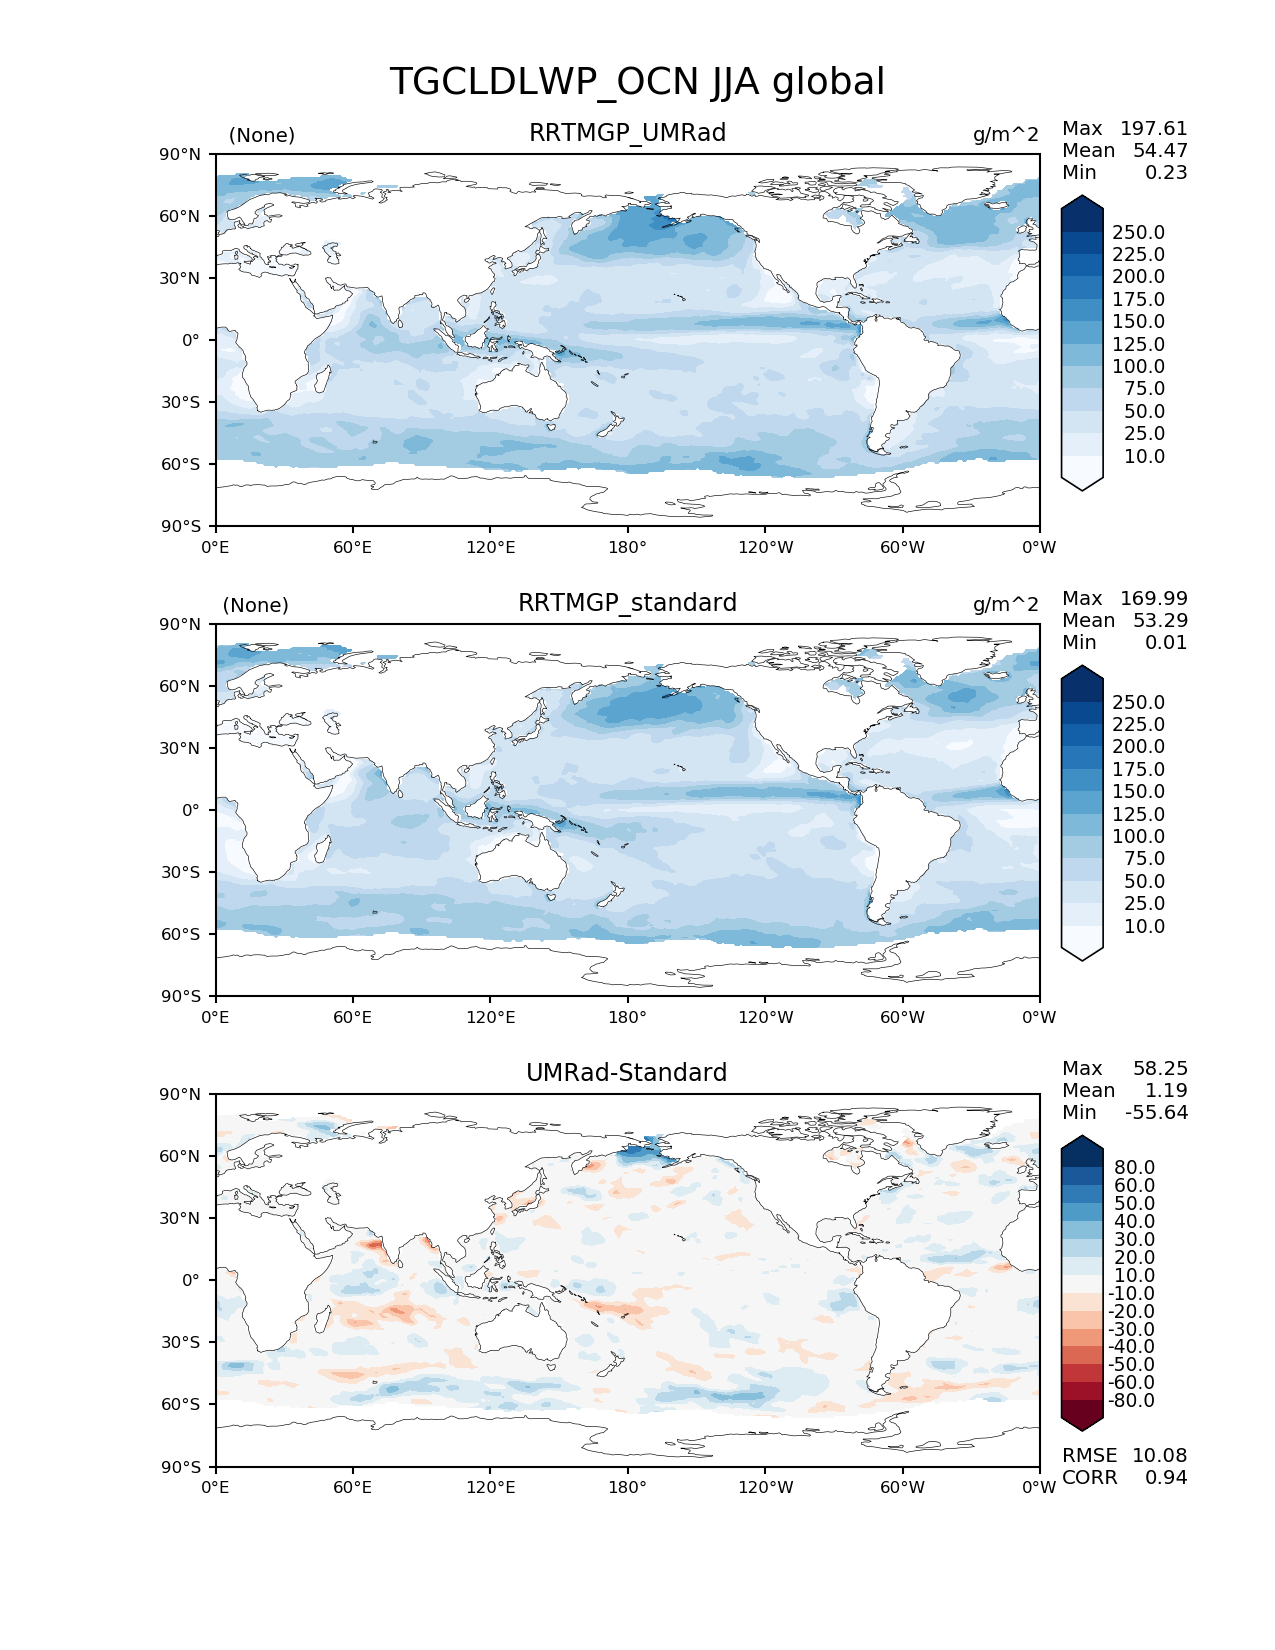 TGCLDLWP_OCN JJA global
(None) RRTMGP_UMRad g/m^2
Max 197.61
Mean 54.47
Min 0.23
90°N
60°N
30°N
0°
30°S
60°S
90°S
0°E 60°E 120°E 180° 120°W 60°W 0°W
250.0
225.0
200.0
175.0
150.0
125.0
100.0
75.0
50.0
25.0
10.0
(None) RRTMGP_standard g/m^2
Max 169.99
Mean 53.29
Min 0.01
90°N
60°N
30°N
0°
30°S
60°S
90°S
0°E 60°E 120°E 180° 120°W 60°W 0°W
250.0
225.0
200.0
175.0
150.0
125.0
100.0
75.0
50.0
25.0
10.0
UMRad-Standard
Max 58.25
Mean 1.19
Min -55.64
90°N
60°N
30°N
0°
30°S
60°S
90°S
0°E 60°E 120°E 180° 120°W 60°W 0°W
80.0
60.0
50.0
40.0
30.0
20.0
10.0
-10.0
-20.0
-30.0
-40.0
-50.0
-60.0
-80.0
RMSE 10.08
CORR 0.94